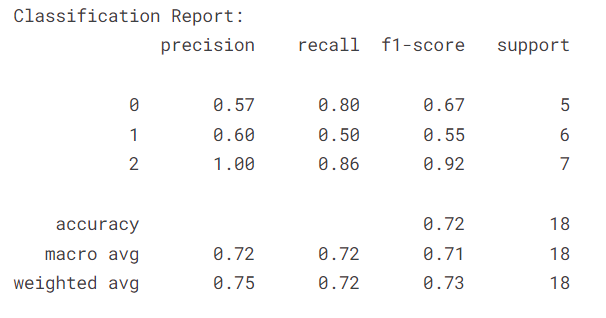 Classification Report:
precision recall f1-score support
0 0.57 0.80 0.67 5
1 0.60 0.50 0.55 6
2 1.00 0.86 0.92 7
accuracy 0.72 18
macro avg 0.72 0.72 0.71 18
weighted avg 0.75 0.72 0.73 18